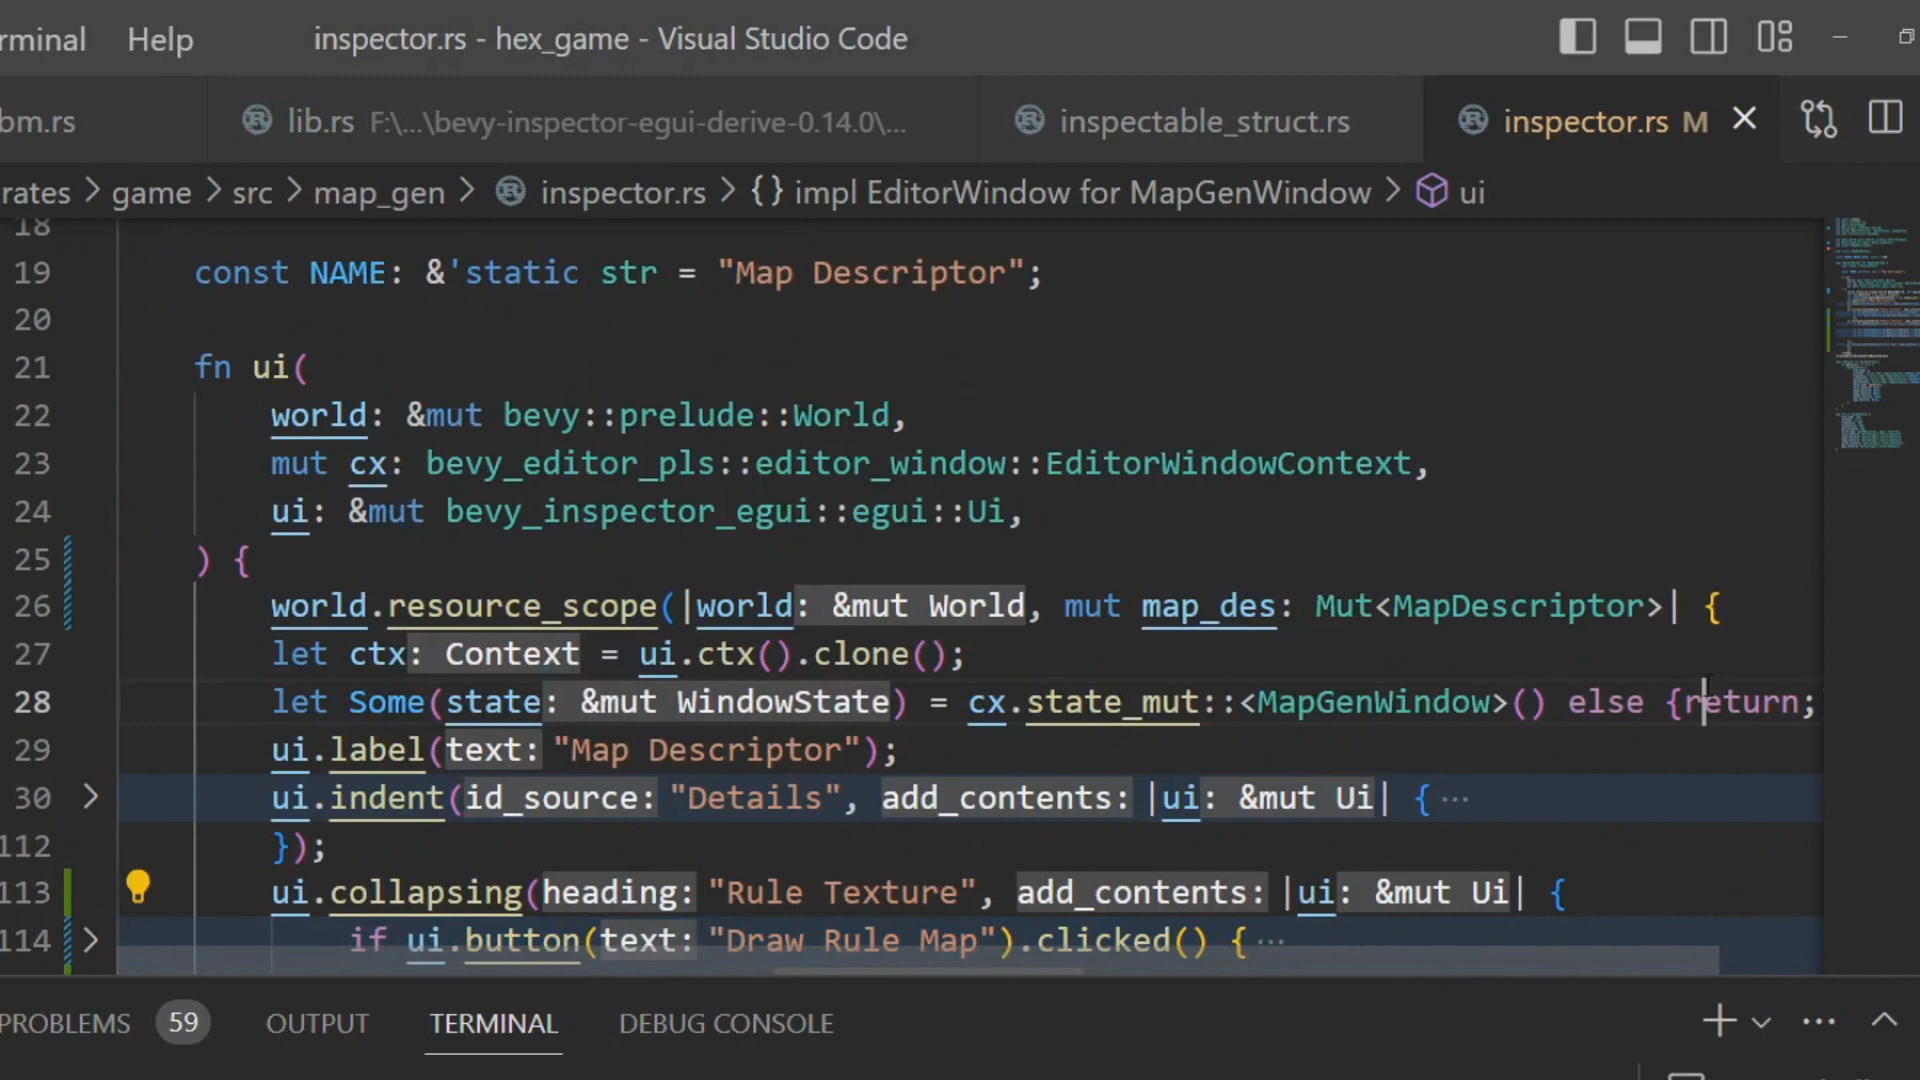 rminal Help inspector.rs - hex_game - Visual Studio Code
bm.rs lib.rs F:\...\bevy-inspector-egui-derive-0.14.0\... inspectable_struct.rs inspector.rs M
rates > game > src > map_gen > inspector.rs > {} impl EditorWindow for MapGenWindow > ui
18
19 const NAME: &'static str = "Map Descriptor";
20
21 fn ui(
22 world: &mut bevy::prelude::World,
23 mut cx: bevy_editor_pls::editor_window::EditorWindowContext,
24 ui: &mut bevy_inspector_egui::egui::Ui,
25 ) {
26 world.resource_scope(|world: &mut World, mut map_des: Mut<MapDescriptor>| {
27 let ctx: Context = ui.ctx().clone();
28 let Some(state: &mut WindowState) = cx.state_mut::<MapGenWindow>() else {return;
29 ui.label(text: "Map Descriptor");
30 ui.indent(id_source: "Details", add_contents: |ui: &mut Ui| { ...
112 });
113 ui.collapsing(heading: "Rule Texture", add_contents: |ui: &mut Ui| {
114 if ui.button(text: "Draw Rule Map").clicked() { ...
PROBLEMS 59 OUTPUT TERMINAL DEBUG CONSOLE